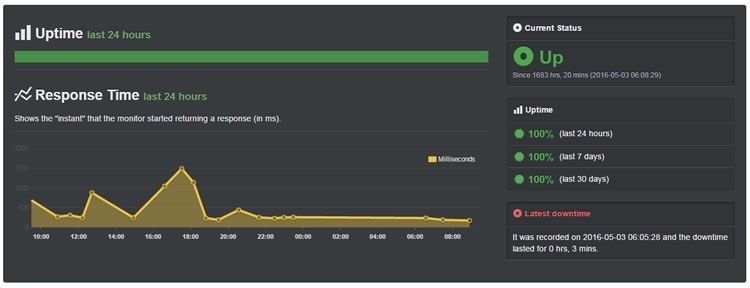 Uptime last 24 hours
Response Time last 24 hours
Shows the "instant" that the monitor started returning a response (in ms).
Milliseconds
2000
1500
1000
500
0
10:00 12:00 14:00 16:00 18:00 20:00 22:00 00:00 02:00 04:00 06:00 08:00
Current Status
Up
Since 1683 hrs, 20 mins (2016-05-03 06:08:29)
Uptime
100% (last 24 hours)
100% (last 7 days)
100% (last 30 days)
Latest downtime
It was recorded on 2016-05-03 06:05:28 and the downtime
lasted for 0 hrs, 3 mins.